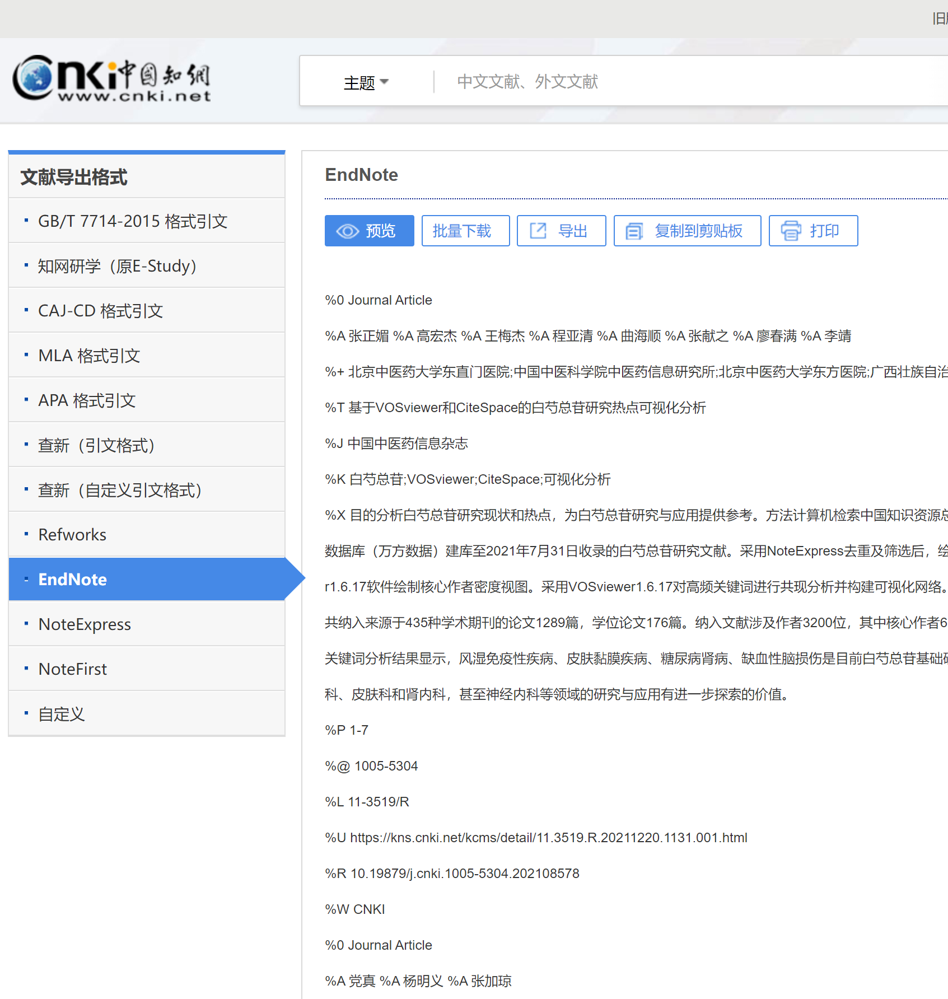 旧
Cnki中国知網
www.cnki.net
主题
中文文献、外文文献
文献导出格式
GB/T 7714-2015 格式引文
知网研学（原E-Study）
CAJ-CD 格式引文
MLA 格式引文
APA 格式引文
查新（引文格式）
查新（自定义引文格式）
Refworks
EndNote
NoteExpress
NoteFirst
自定义
EndNote
预览
批量下载
导出
复制到剪贴板
打印
%0 Journal Article
%A 张正媚 %A 高宏杰 %A 王梅杰 %A 程亚清 %A 曲海顺 %A 张献之 %A 廖春满 %A 李靖
%+ 北京中医药大学东直门医院;中国中医科学院中医药信息研究所;北京中医药大学东方医院;广西壮族自治
%T 基于VOSviewer和CiteSpace的白芍总苷研究热点可视化分析
%J 中国中医药信息杂志
%K 白芍总苷;VOSviewer;CiteSpace;可视化分析
%X 目的分析白芍总苷研究现状和热点，为白芍总苷研究与应用提供参考。方法计算机检索中国知识资源总
数据库（万方数据）建库至2021年7月31日收录的白芍总苷研究文献。采用NoteExpress去重及筛选后，绘
r1.6.17软件绘制核心作者密度视图。采用VOSviewer1.6.17对高频关键词进行共现分析并构建可视化网络。
共纳入来源于435种学术期刊的论文1289篇，学位论文176篇。纳入文献涉及作者3200位，其中核心作者6
关键词分析结果显示，风湿免疫性疾病、皮肤黏膜疾病、糖尿病肾病、缺血性脑损伤是目前白芍总苷基础研
科、皮肤科和肾内科，甚至神经内科等领域的研究与应用有进一步探索的价值。
%P 1-7
%@ 1005-5304
%L 11-3519/R
%U https://kns.cnki.net/kcms/detail/11.3519.R.20211220.1131.001.html
%R 10.19879/j.cnki.1005-5304.202108578
%W CNKI
%0 Journal Article
%A 党真 %A 杨明义 %A 张加琼